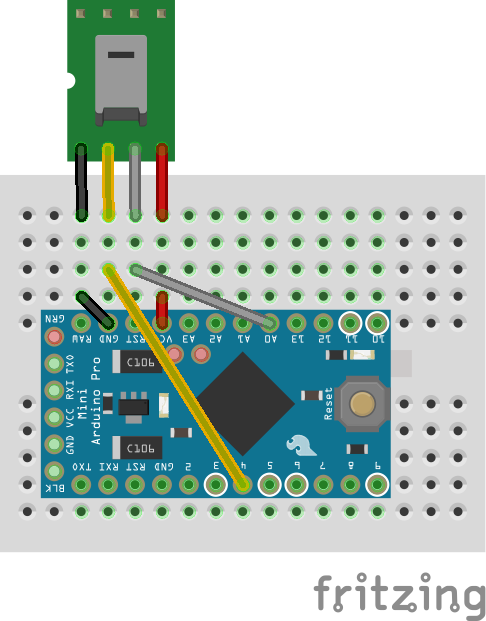 GRN
RAW GND RST VCC A3 A2 A1 A0 13 12 11 10
C106
GND VCC RXI TXO
Mini
Arduino Pro
Reset
C106
BLK
TXO RXI RST GND 2 3 4 5 6 7 8 9
fritzing